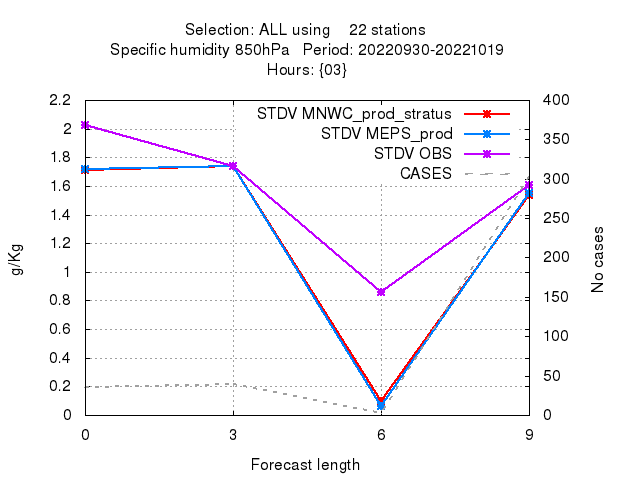 Selection: ALL using 22 stations
Specific humidity 850hPa Period: 20220930-20221019
Hours: {03}
STDV MNWC_prod_stratus
STDV MEPS_prod
STDV OBS
CASES
g/Kg
2.2
2
1.8
1.6
1.4
1.2
1
0.8
0.6
0.4
0.2
0
400
350
300
250
200
150
100
50
0
No cases
0 3 6 9
Forecast length